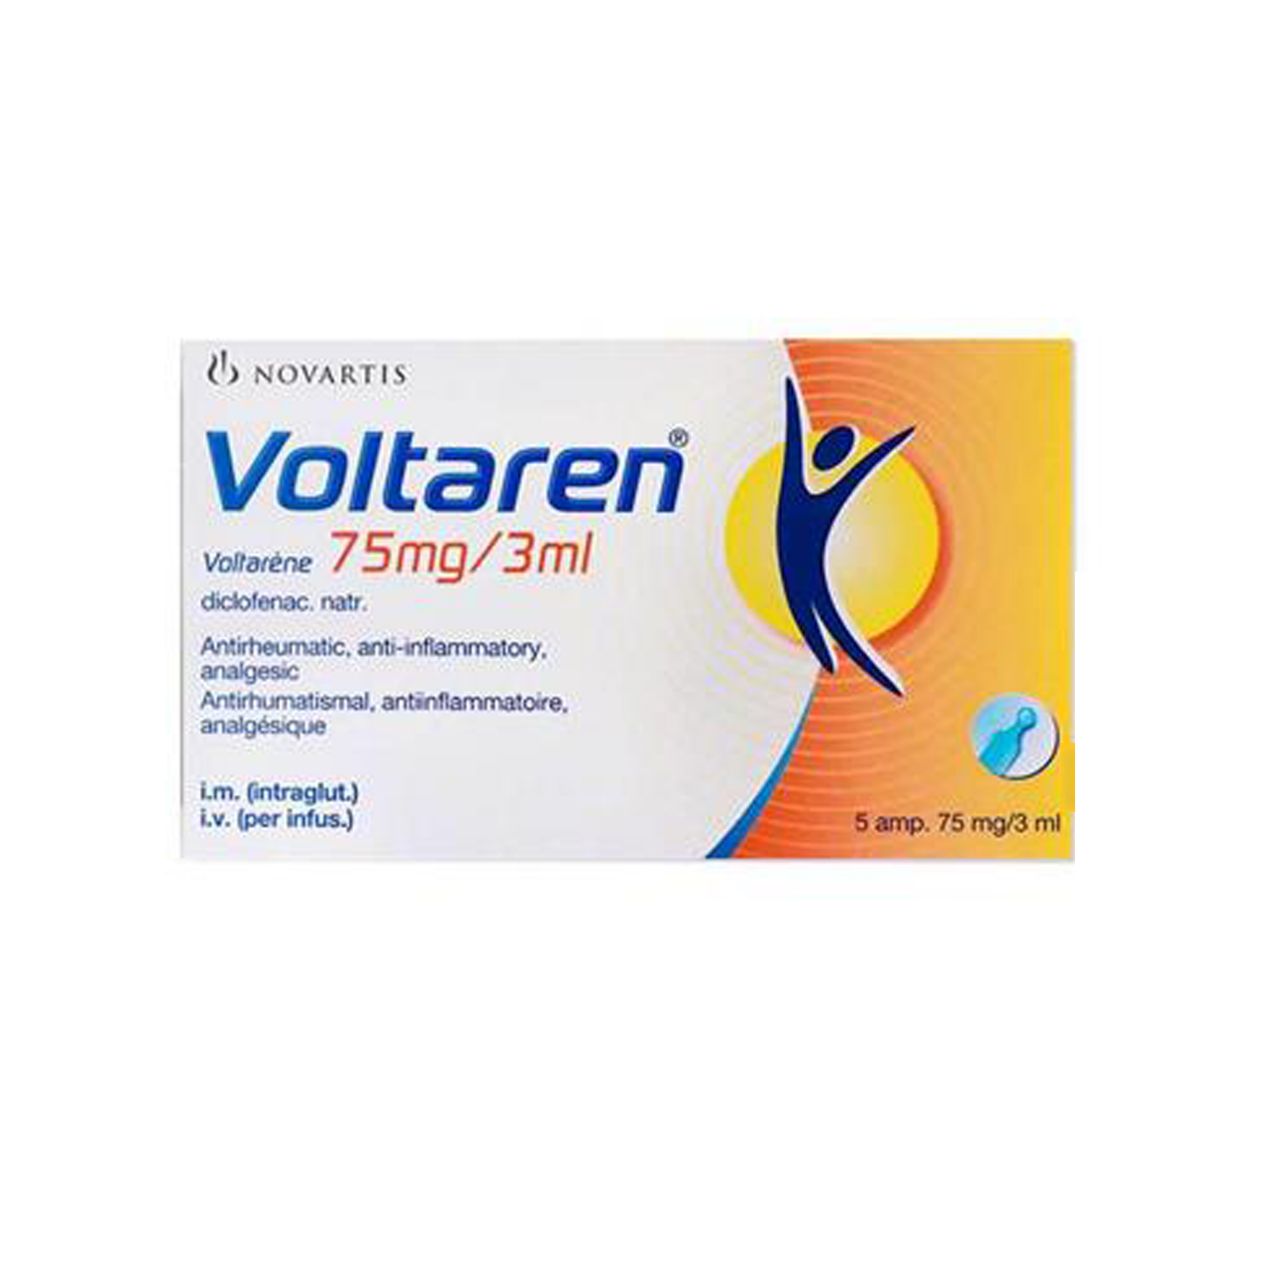 NOVARTIS
Voltaren®
Voltarène 75mg/3ml
diclofenac. natr.
Antirheumatic, anti-inflammatory,
analgesic
Antirhumatismal, antiinflammatoire,
analgésique
i.m. (intraglut.)
i.v. (per infus.)
5 amp. 75 mg/3 ml